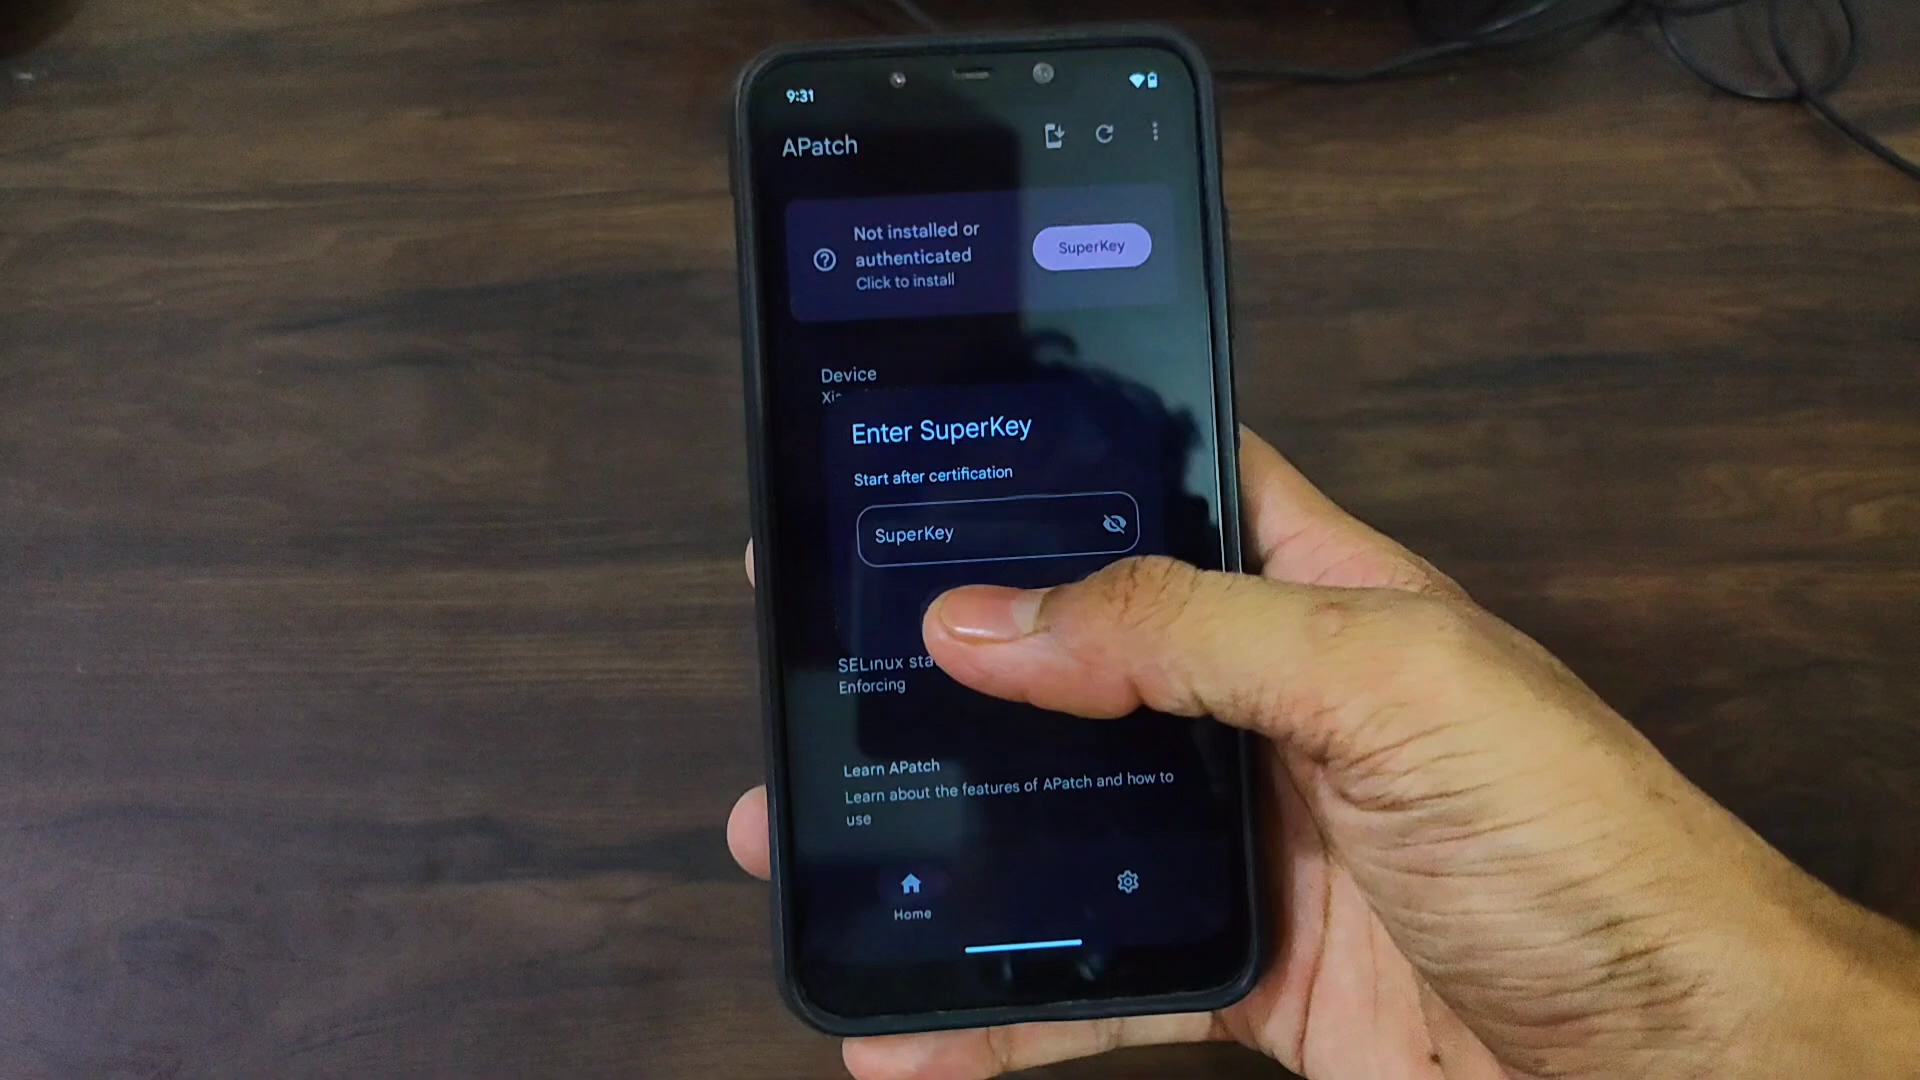 9:31
APatch
Not installed or
authenticated
Click to install
SuperKey
Device
Enter SuperKey
Start after certification
SuperKey
SELinux
Enforcing
Learn APatch
Learn about the features of APatch and how to
use
Home